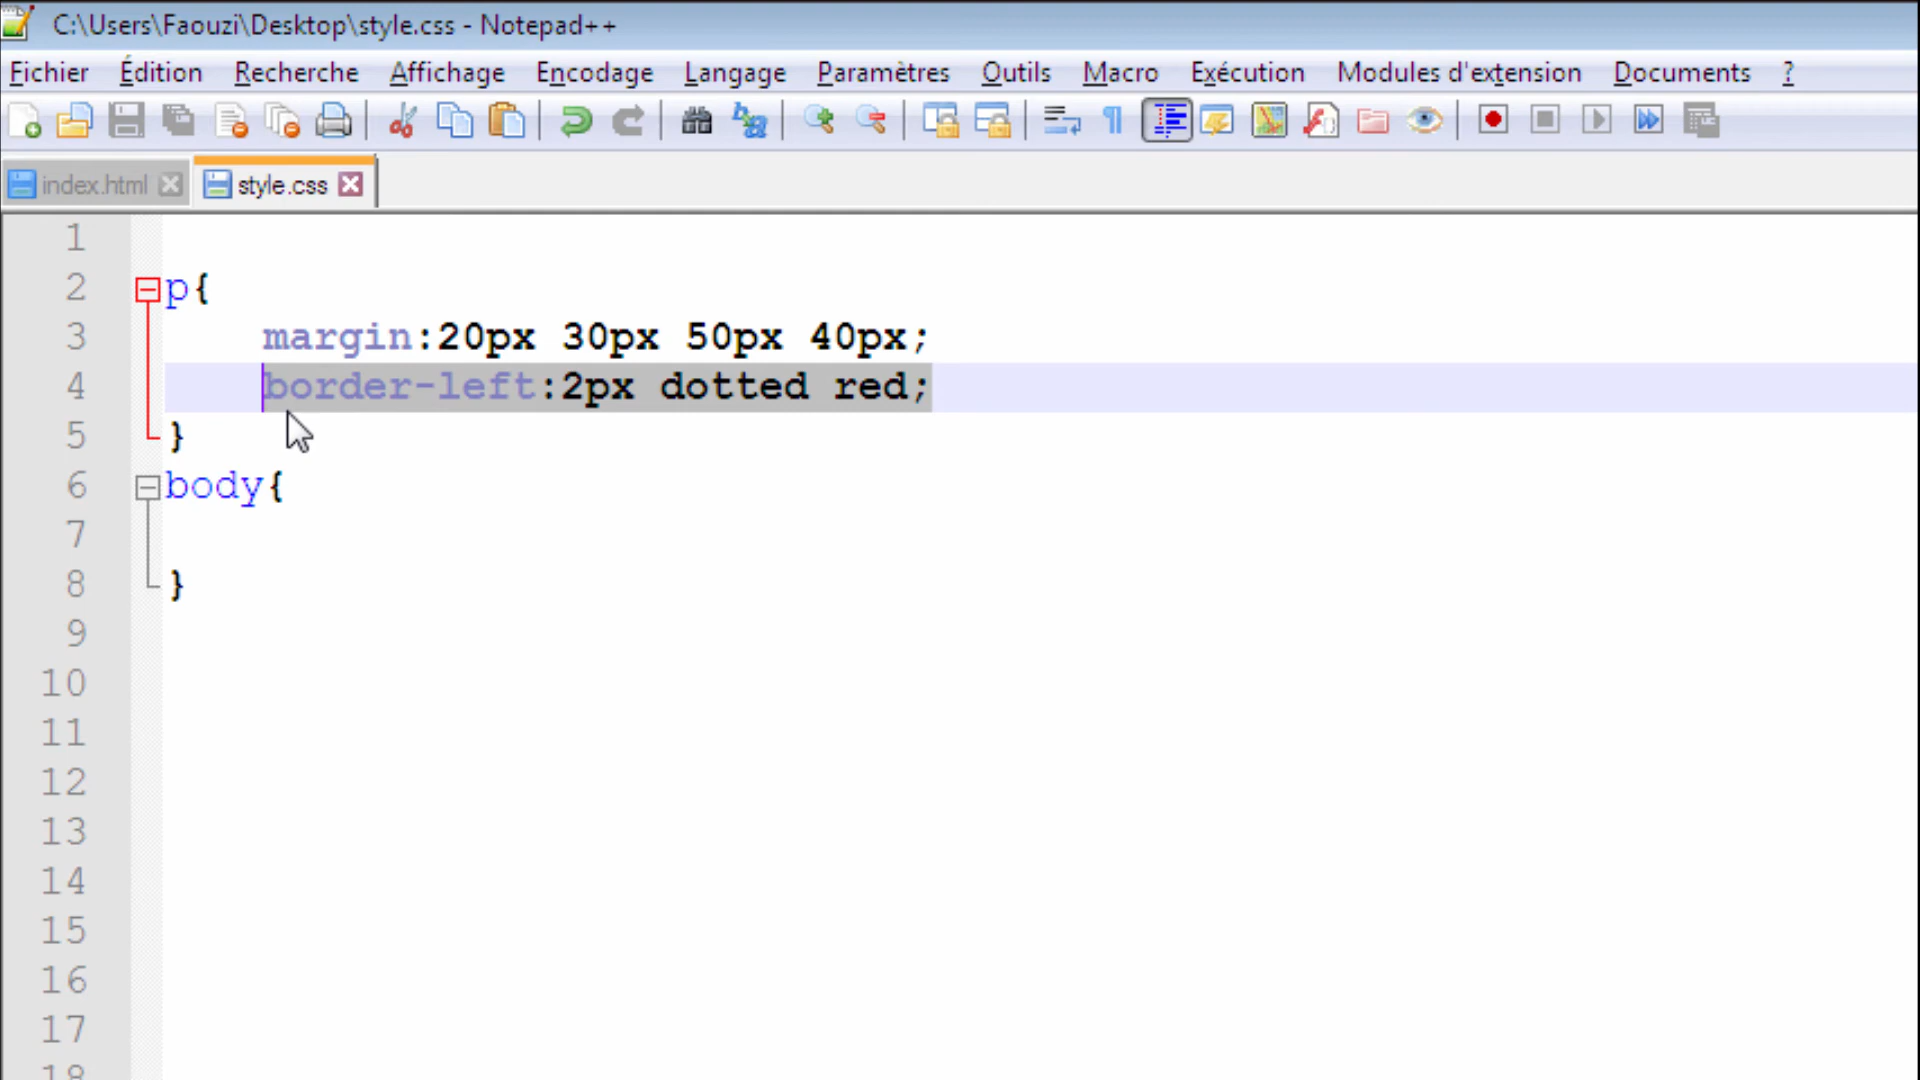 C:\Users\Faouzi\Desktop\style.css - Notepad++
Fichier Édition Recherche Affichage Encodage Langage Paramètres Outils Macro Exécution Modules d'extension Documents ?
index.html style.css
1
2 p{
3 margin:20px 30px 50px 40px;
4 border-left:2px dotted red;
5 }
6 body{
7
8 }
9
10
11
12
13
14
15
16
17
18